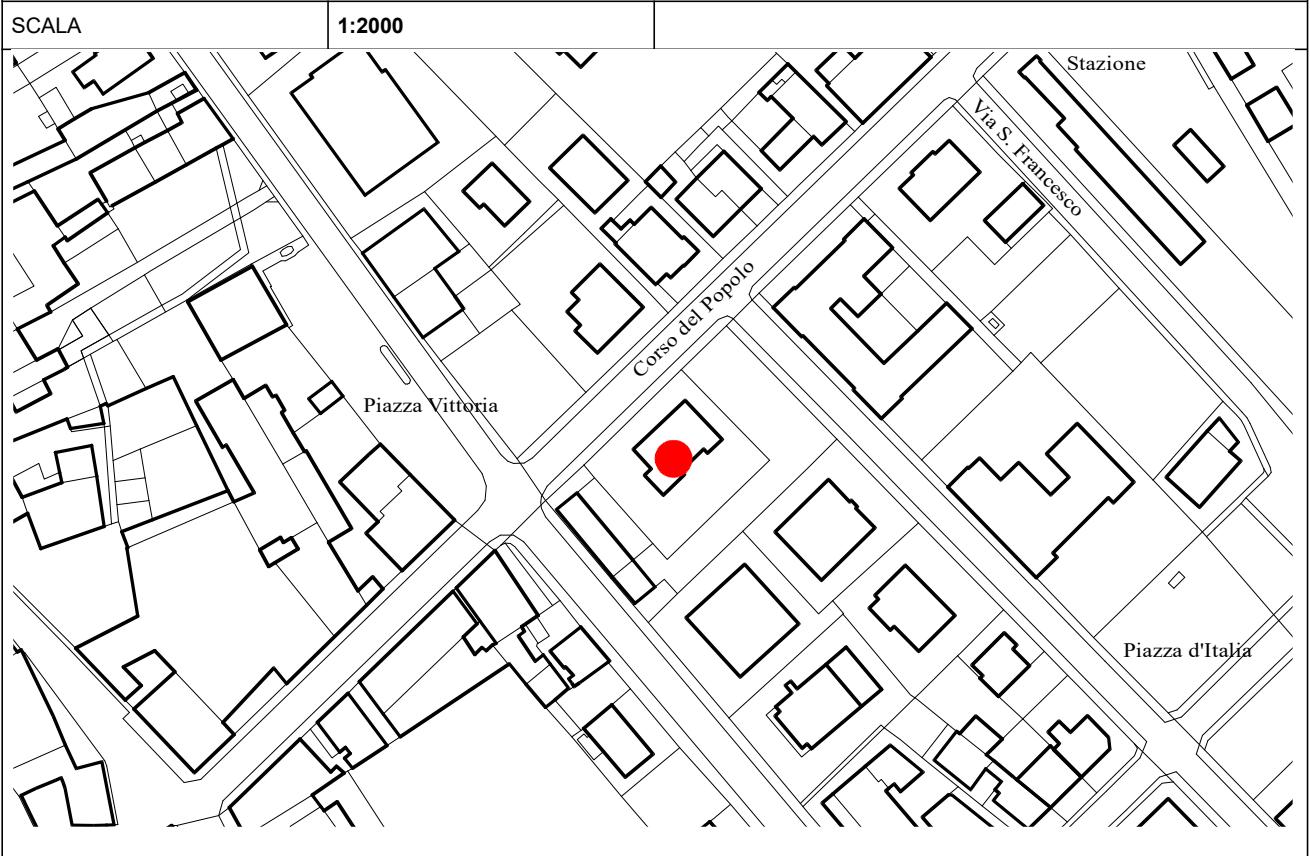 SCALA 1:2000
Stazione
Via S. Francesco
Corso del Popolo
Piazza Vittoria
Piazza d'Italia